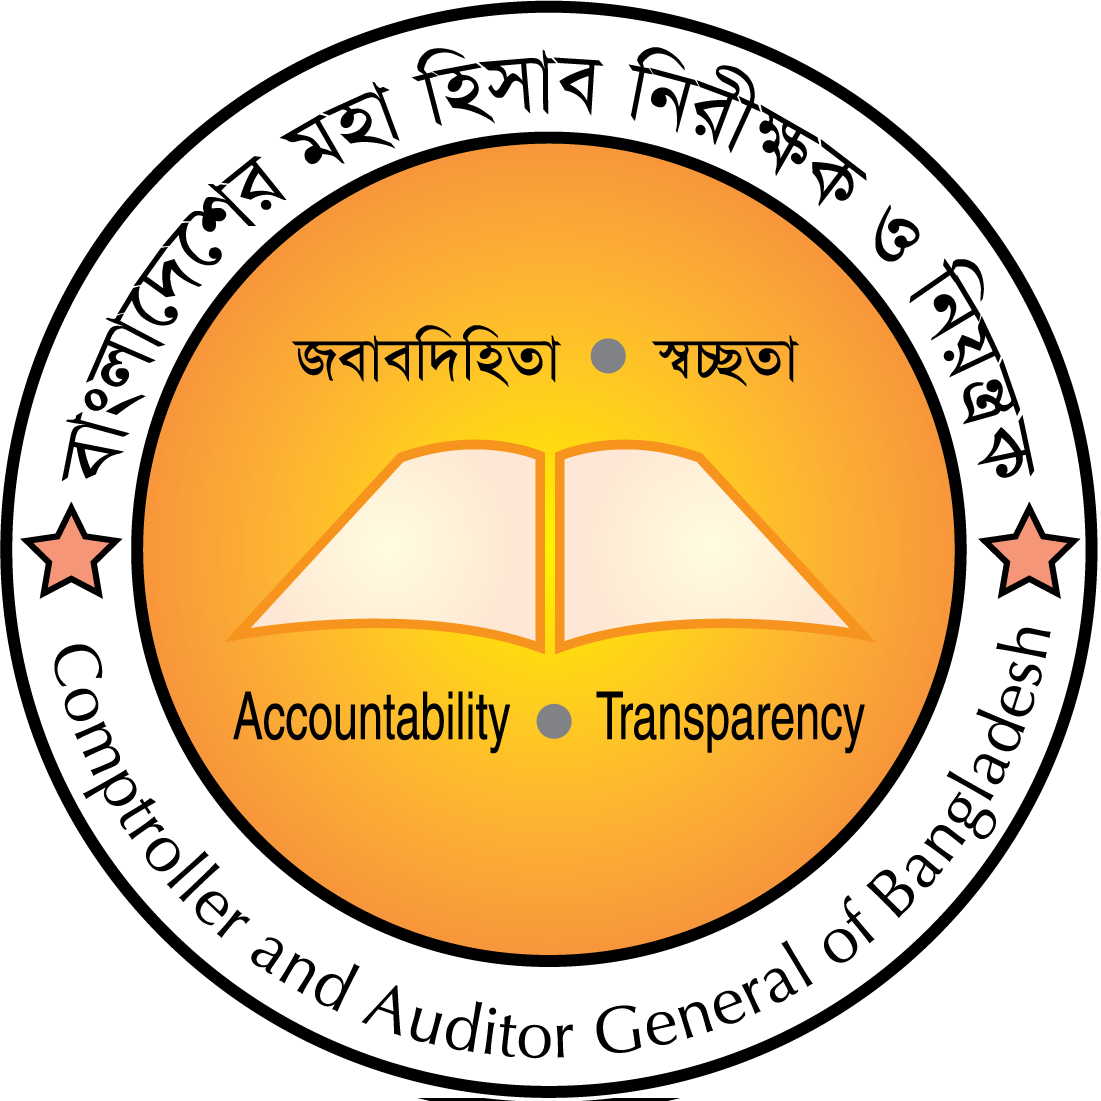 বাংলাদেশের মহা হিসাব নিরীক্ষক ও নিয়ন্ত্রক
জবাবদিহিতা ● স্বচ্ছতা
Accountability ● Transparency
Comptroller and Auditor General of Bangladesh